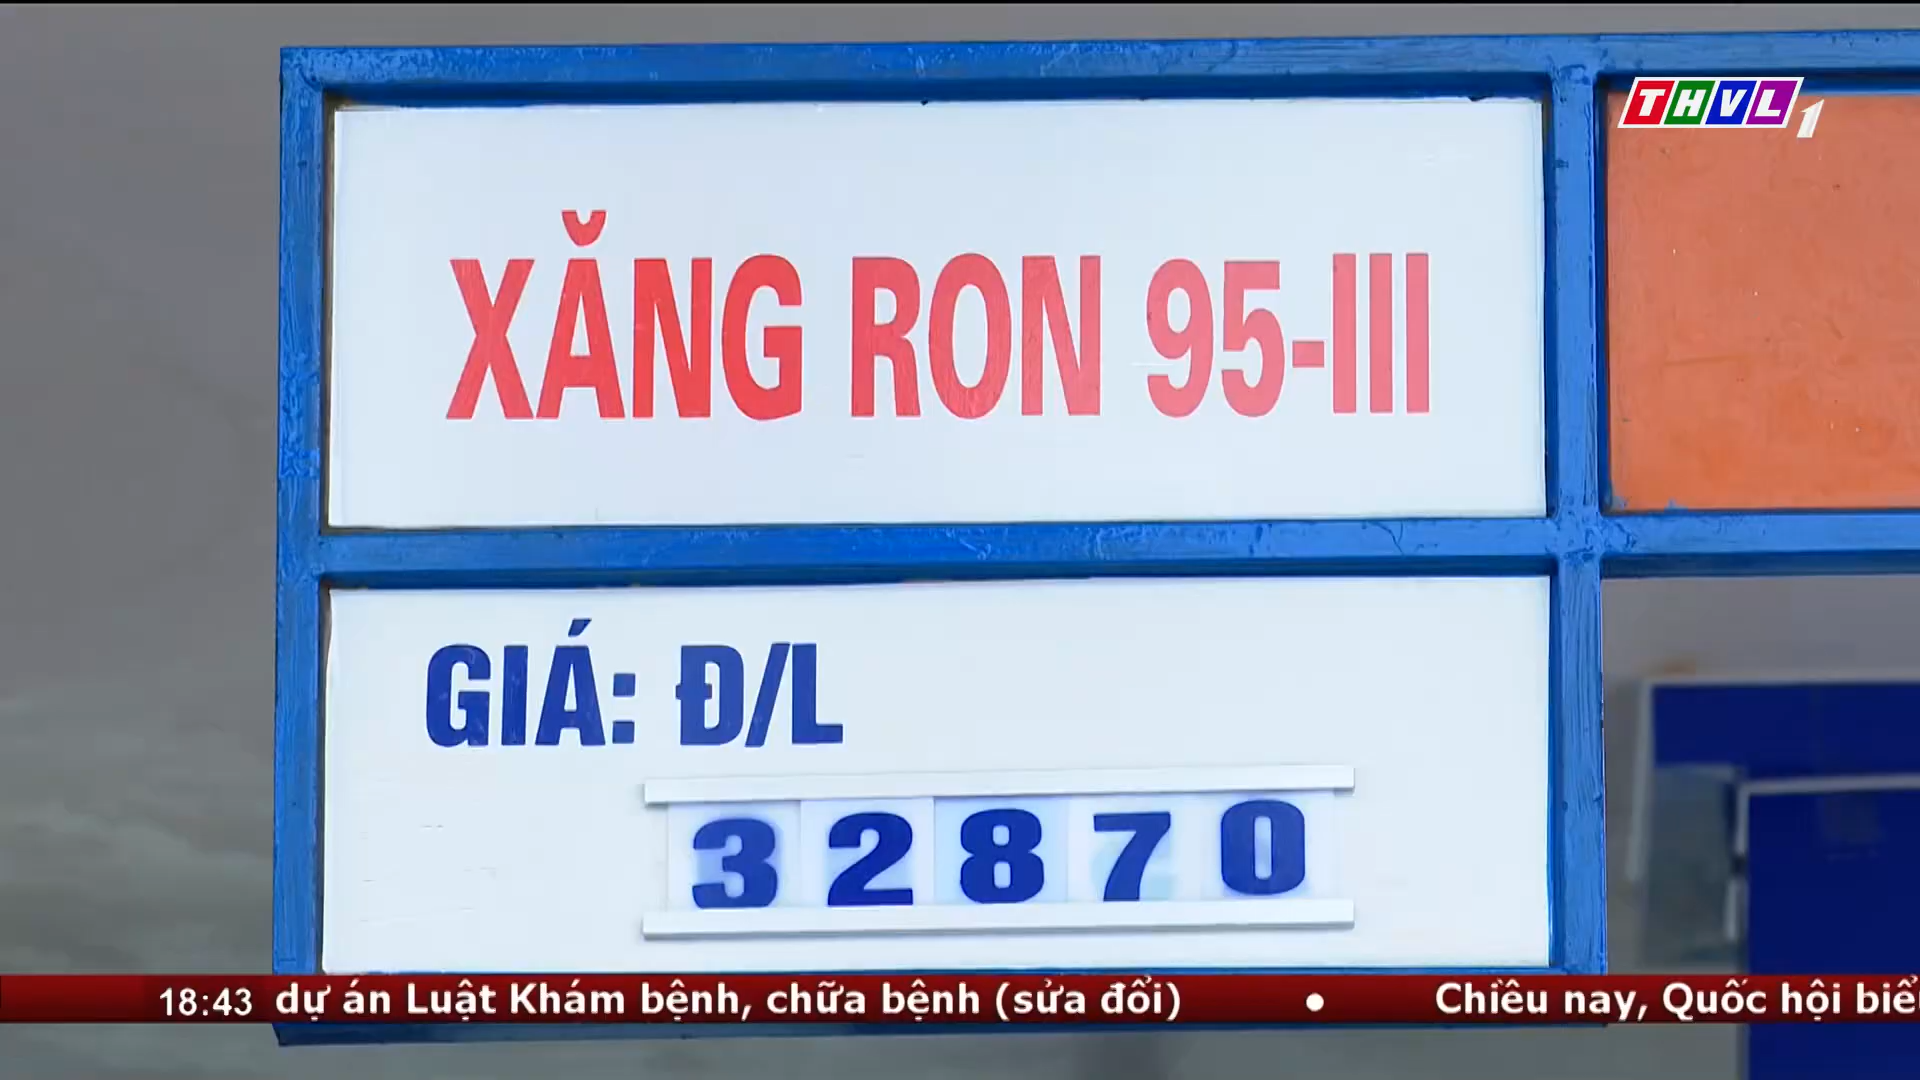 THVL1
XĂNG RON 95-III
GIÁ: Đ/L
32870
18:43 dự án Luật Khám bệnh, chữa bệnh (sửa đổi) • Chiều nay, Quốc hội